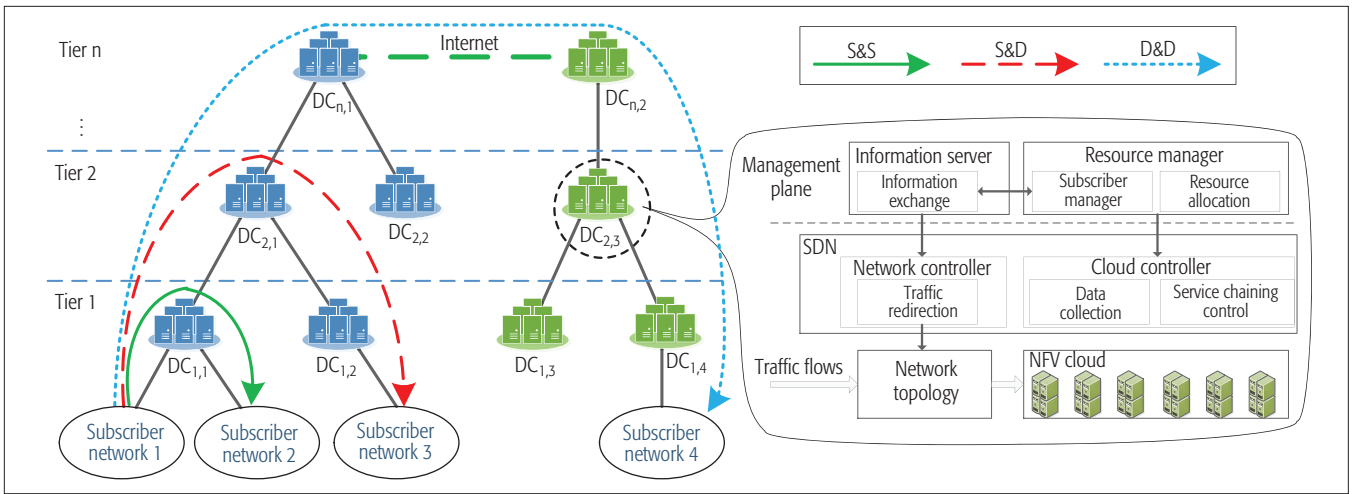 Tier n
⋮
Tier 2
Tier 1
Internet
DCn,1
DCn,2
DC2,1
DC2,2
DC2,3
DC1,1
DC1,2
DC1,3
DC1,4
Subscriber
network 1
Subscriber
network 2
Subscriber
network 3
Subscriber
network 4
S&S
S&D
D&D
Management
plane
Information server
Information
exchange
Resource manager
Subscriber
manager
Resource
allocation
SDN
Network controller
Traffic
redirection
Cloud controller
Data
collection
Service chaining
control
Traffic flows
Network
topology
NFV cloud